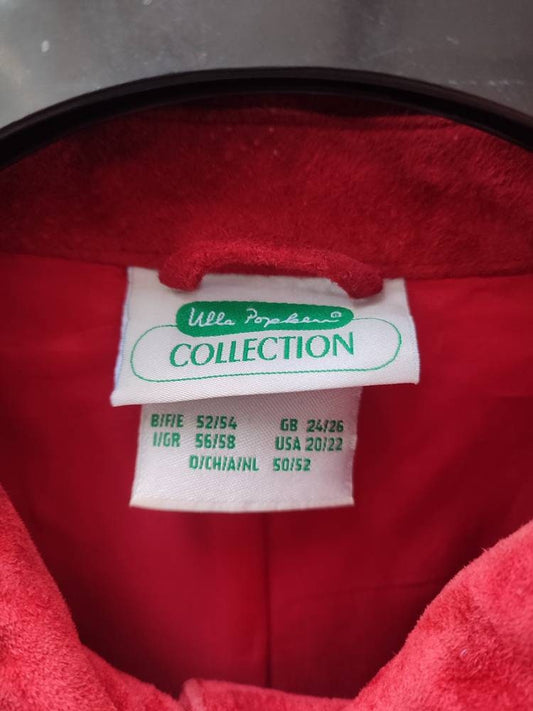 Ulla Popken
COLLECTION
B/F/E 52/54 GB 24/26
I/GR 56/58 USA 20/22
D/CH/A/NL 50/52